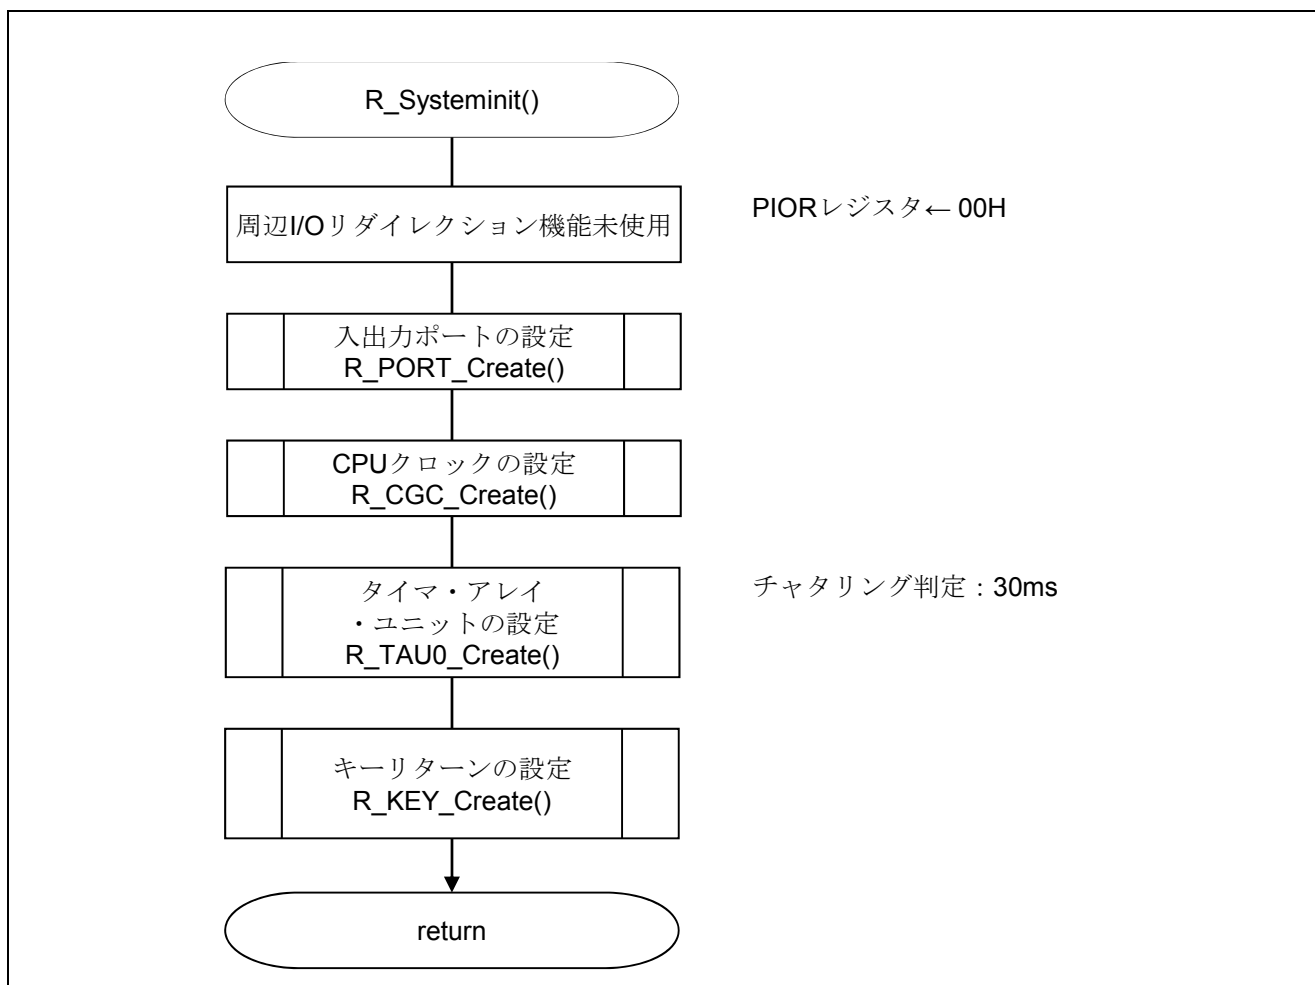 R_Systeminit()
周辺I/Oリダイレクション機能未使用
PIORレジスタ← 00H
入出力ポートの設定
R_PORT_Create()
CPUクロックの設定
R_CGC_Create()
タイマ・アレイ
・ユニットの設定
R_TAU0_Create()
チャタリング判定：30ms
キーリターンの設定
R_KEY_Create()
return